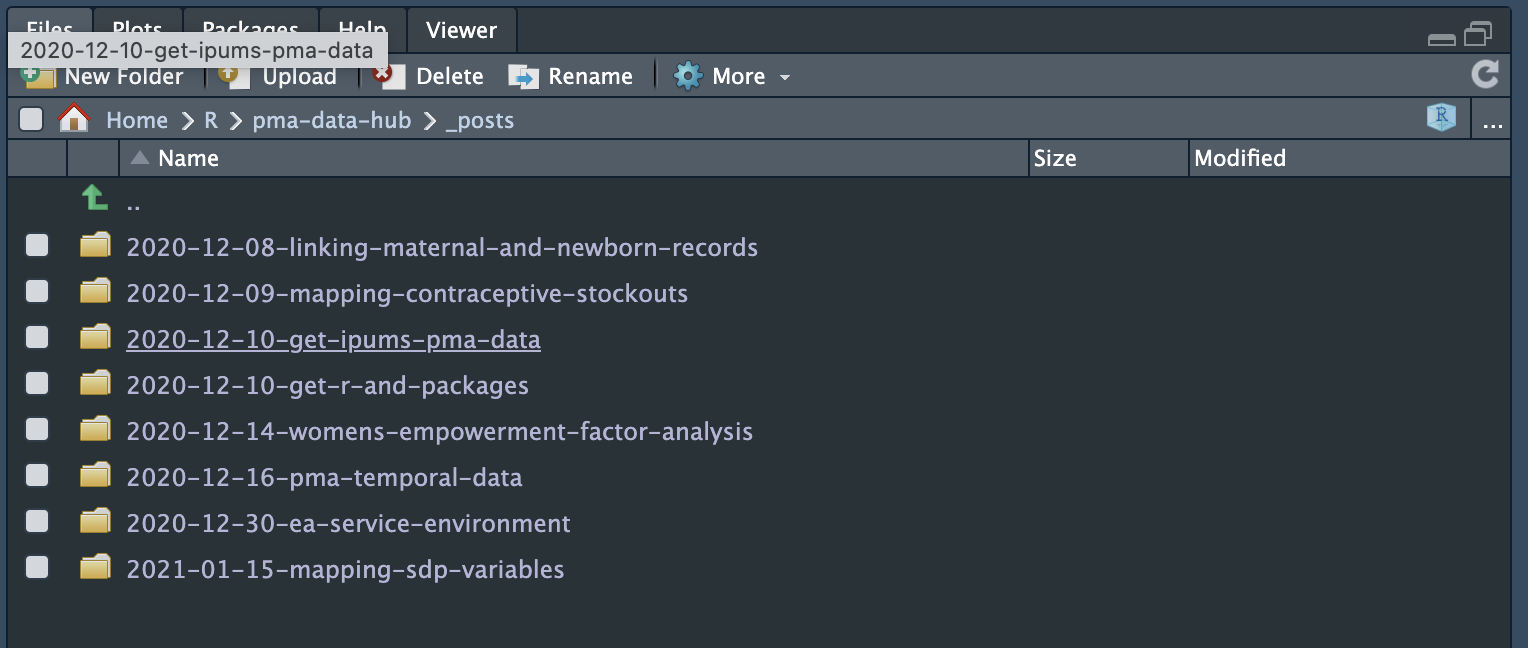 Files Plots Packages Help Viewer
2020-12-10-get-ipums-pma-data
New Folder Upload Delete Rename More
Home R pma-data-hub _posts R ...
Name Size Modified
..
2020-12-08-linking-maternal-and-newborn-records
2020-12-09-mapping-contraceptive-stockouts
2020-12-10-get-ipums-pma-data
2020-12-10-get-r-and-packages
2020-12-14-womens-empowerment-factor-analysis
2020-12-16-pma-temporal-data
2020-12-30-ea-service-environment
2021-01-15-mapping-sdp-variables